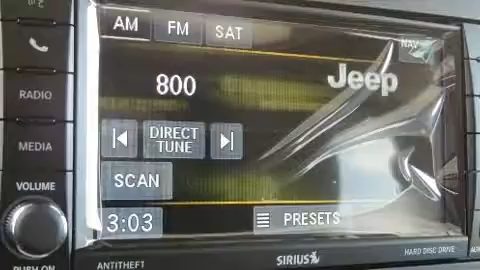 AM FM SAT
NAV
800
Jeep
RADIO
DIRECT
TUNE
MEDIA
SCAN
VOLUME
3:03
PRESETS
PUSH ON
ANTITHEFT
SIRIUS
HARD DISC DRIVE